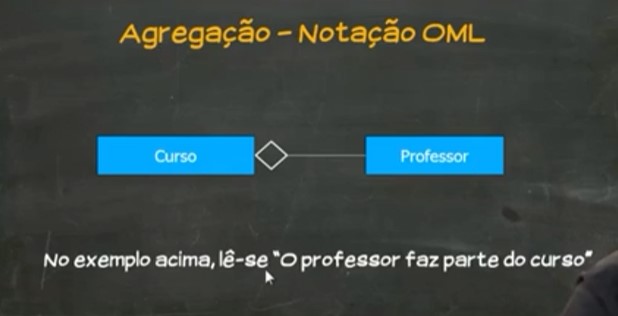 Agregação - Notação OML
Curso
Professor
No exemplo acima, lê-se "O professor faz parte do curso"